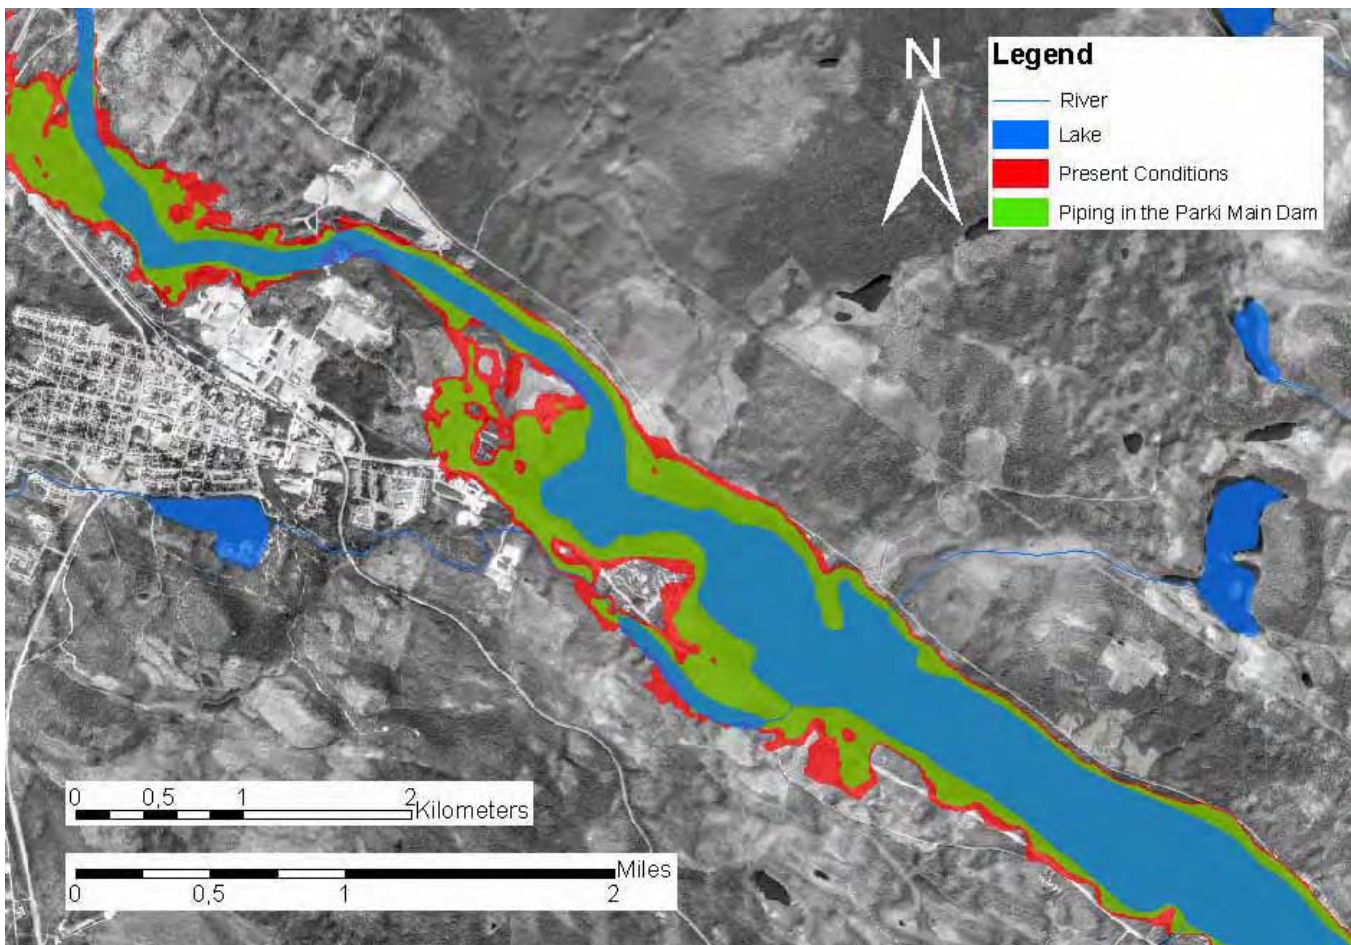 N
Legend
River
Lake
Present Conditions
Piping in the Parki Main Dam
0 0,5 1 2 Kilometers
Miles
0 0,5 1 2